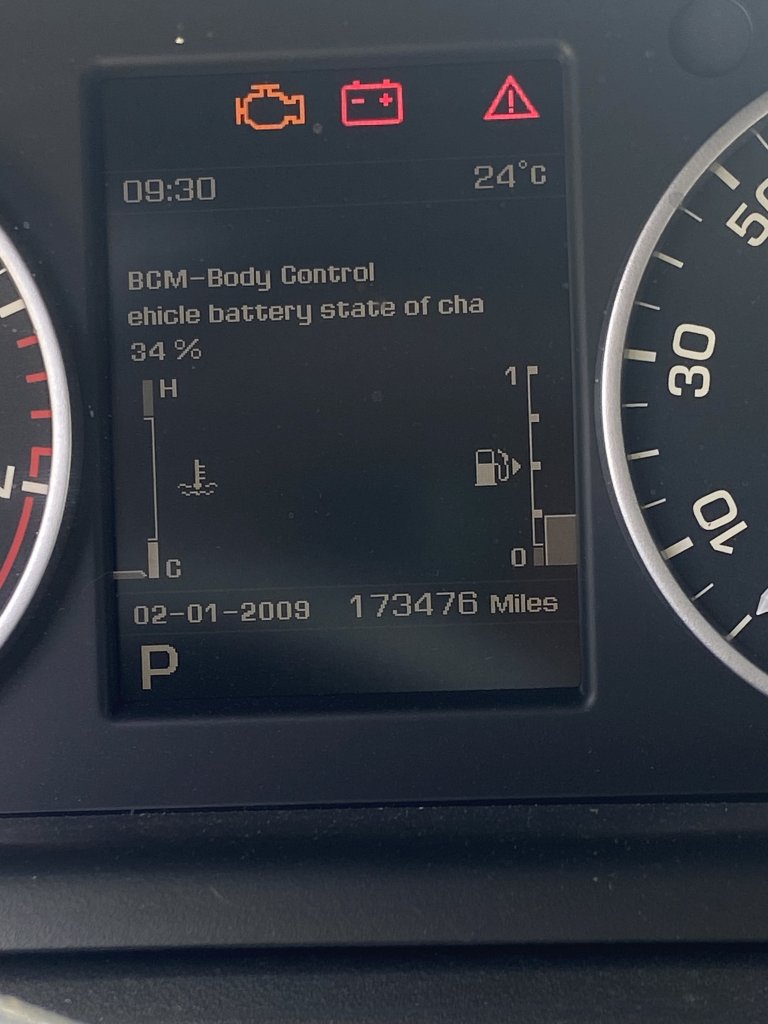 09:30 24°C
BCM-Body Control
ehicle battery state of cha
34 %
H 1
C 0
02-01-2009 173476 Miles
P
50
30
10